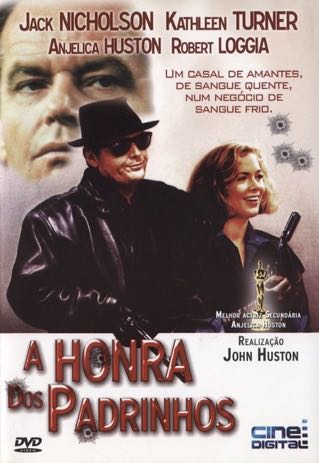 JACK NICHOLSON KATHLEEN TURNER
ANJELICA HUSTON ROBERT LOGGIA
UM CASAL DE AMANTES,
DE SANGUE QUENTE,
NUM NEGÓCIO DE
SANGUE FRIO.
MELHOR ACTRIZ SECUNDÁRIA
ANJELICA HUSTON
REALIZAÇÃO
JOHN HUSTON
A HONRA
DOS PADRINHOS
DVD
VIDEO
CINE
DIGITAL